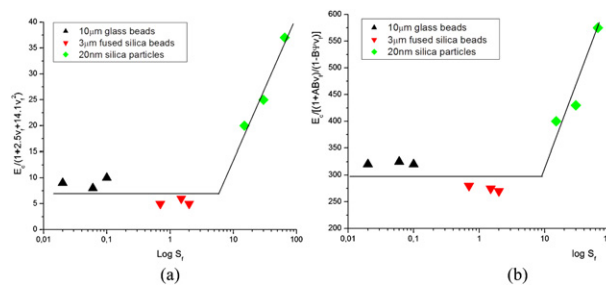 (a)
10μm glass beads
3μm fused silica beads
20nm silica particles
E_c/(1+2.5v_f+14.1v_f²)
40
35
30
25
20
15
10
5
0
0,01 0,1 1 10 100
Log S_f
(a)
(b)
10μm glass beads
3μm fused silica beads
20nm silica particles
E_c/[(1+ABv_f)/(1-BΨv_f)]
600
550
500
450
400
350
300
250
200
0,01 0,1 1 10 100
log S_f
(b)